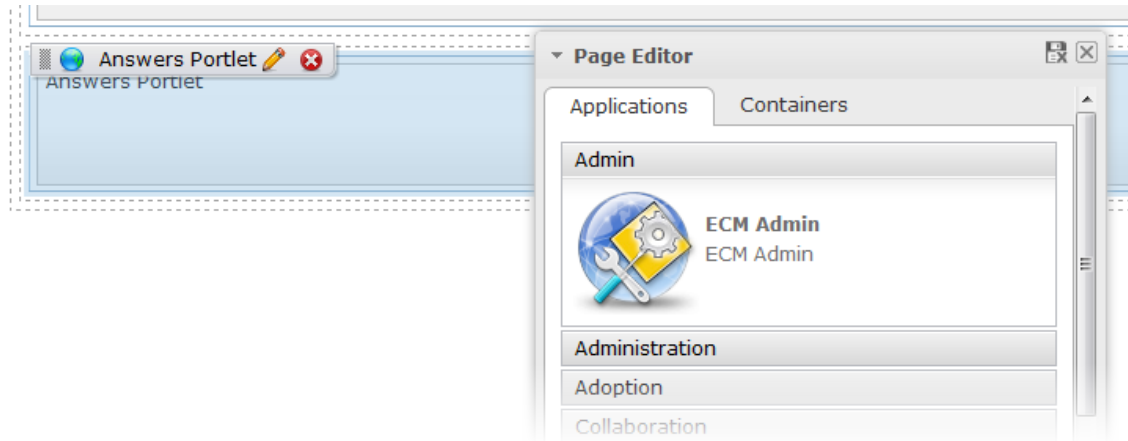 Answers Portlet
Answers Portlet
Page Editor
Applications Containers
Admin
ECM Admin
ECM Admin
Administration
Adoption
Collaboration